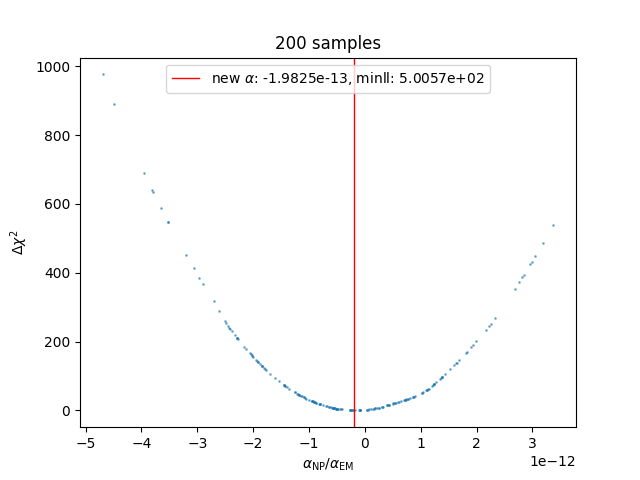 200 samples
new α: -1.9825e-13, minll: 5.0057e+02
1000
800
600
400
200
0
Δχ²
−5 −4 −3 −2 −1 0 1 2 3
1e−12
α_NP/α_EM